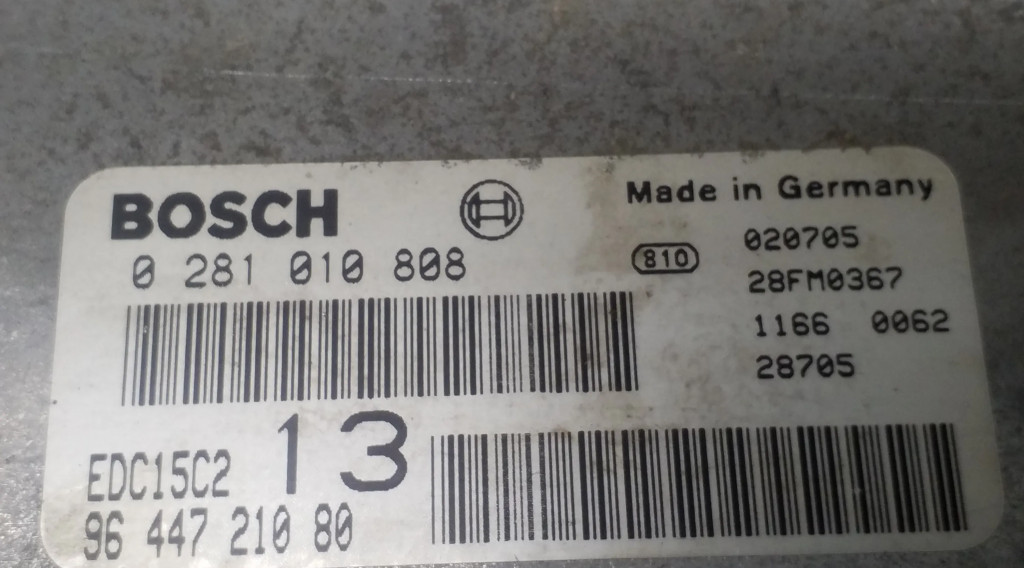 BOSCH
Made in Germany
0 281 010 808
810
020705
28FM0367
1166 0062
28705
13
EDC15C2
96 447 210 80